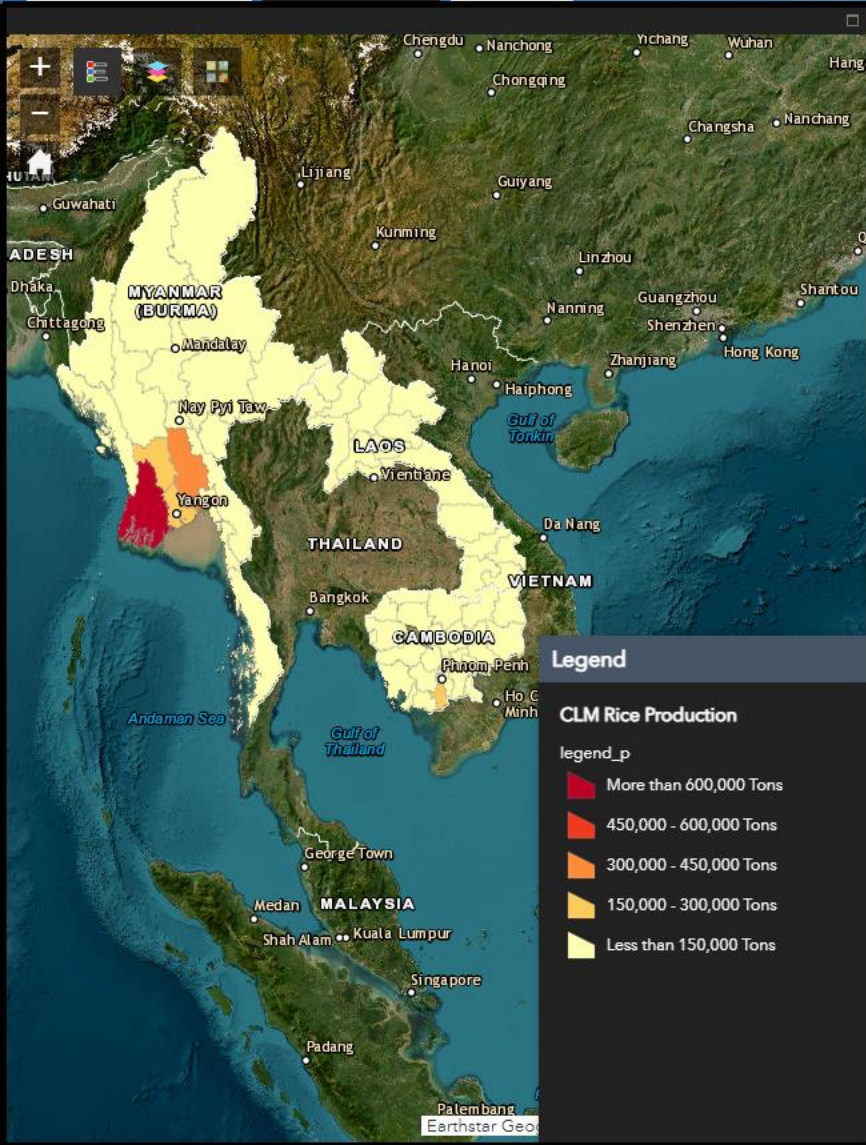 Chengdu
Nanchong
Yichang
Wuhan
Hang
Chongqing
Changsha
Nanchang
HUTAN
Lijiang
Guiyang
Guwahati
Kunming
ADESH
Linzhou
Dhaka
MYANMAR
(BURMA)
Guangzhou
Shantou
Chittagong
Nanning
Shenzhen
Mandalay
Hong Kong
Hanoi
Zhanjiang
Haiphong
Nay Pyi Taw
Gulf of
Tonkin
LAOS
Vientiane
Yangon
Da Nang
THAILAND
VIETNAM
Bangkok
CAMBODIA
Phnom Penh
Ho C
Minh
Andaman Sea
Gulf of
Thailand
George Town
Medan
MALAYSIA
Shah Alam
Kuala Lumpur
Singapore
Padang
Palembang
Earthstar Geog
Legend
CLM Rice Production
legend_p
More than 600,000 Tons
450,000 - 600,000 Tons
300,000 - 450,000 Tons
150,000 - 300,000 Tons
Less than 150,000 Tons